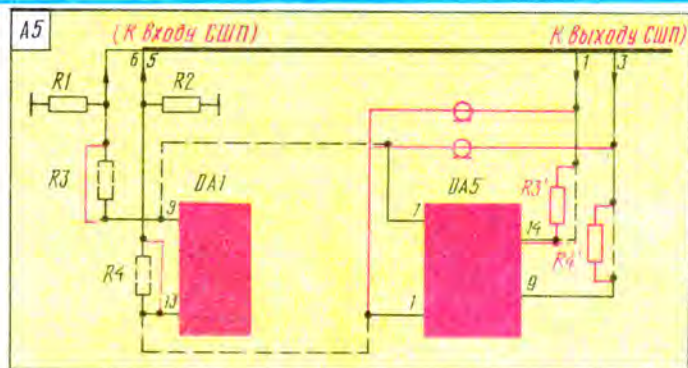 A5
(К входу СШП)
К выходу СШП)
6 5
1 3
R1
R2
R3
DA1
9
R4
13
DA5
7
14
R3'
R4'
1
9